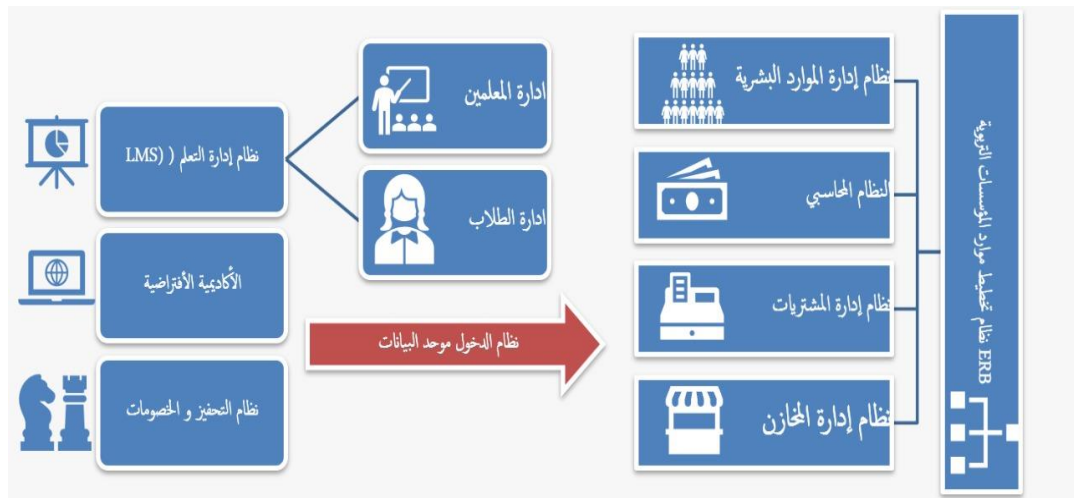 ERB نظام تخطيط موارد المؤسسات التربوية
نظام إدارة الموارد البشرية
النظام المحاسبي
نظام إدارة المشتريات
نظام إدارة المخازن
ادارة المعلمين
ادارة الطلاب
نظام الدخول موحد البيانات
نظام إدارة التعلم ( (LMS
الأكاديمية الأفتراضية
نظام التحفيز و الخصومات